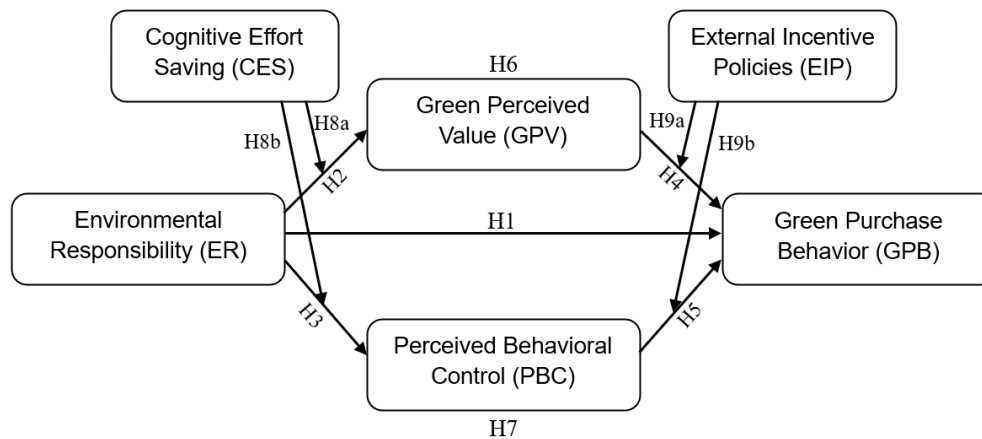 Cognitive Effort
Saving (CES)
External Incentive
Policies (EIP)
H6
Green Perceived
Value (GPV)
H8a
H8b
H9a
H9b
H2
H4
Environmental
Responsibility (ER)
H1
Green Purchase
Behavior (GPB)
H3
H5
Perceived Behavioral
Control (PBC)
H7